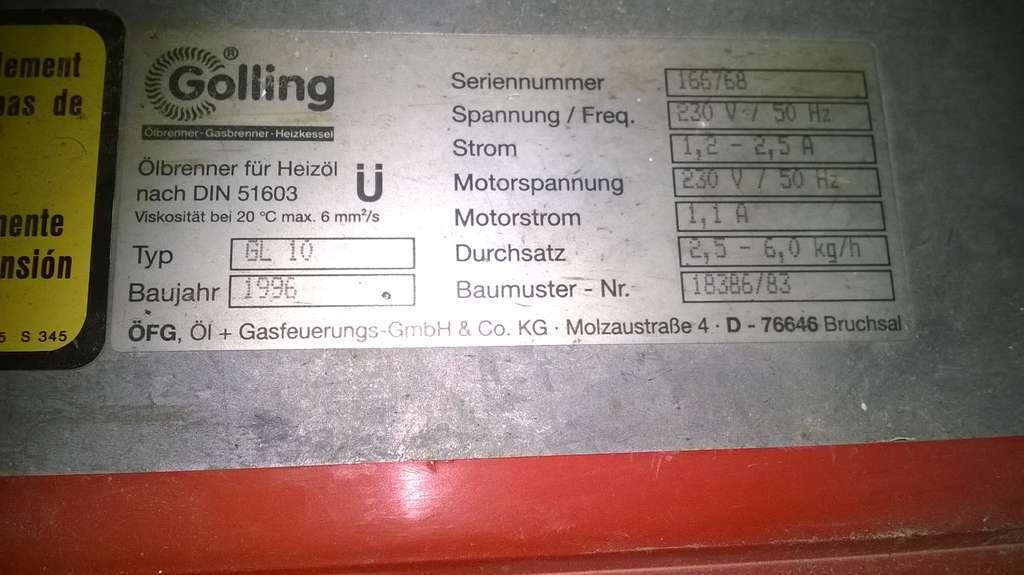 lement
pas de
mente
nsión
5 S 345
Golling®
Ölbrenner-Gasbrenner-Heizkessel
Ölbrenner für Heizöl
nach DIN 51603
Ü
Viskosität bei 20 °C max. 6 mm²/s
Typ GL 10
Baujahr 1996
Seriennummer 166768
Spannung / Freq. 230 V / 50 Hz
Strom 1,2 - 2,5 A
Motorspannung 230 V / 50 Hz
Motorstrom 1,1 A
Durchsatz 2,5 - 6,0 kg/h
Baumuster - Nr. 18386/83
ÖFG, Öl + Gasfeuerungs-GmbH & Co. KG · Molzaustraße 4 · D - 76646 Bruchsal